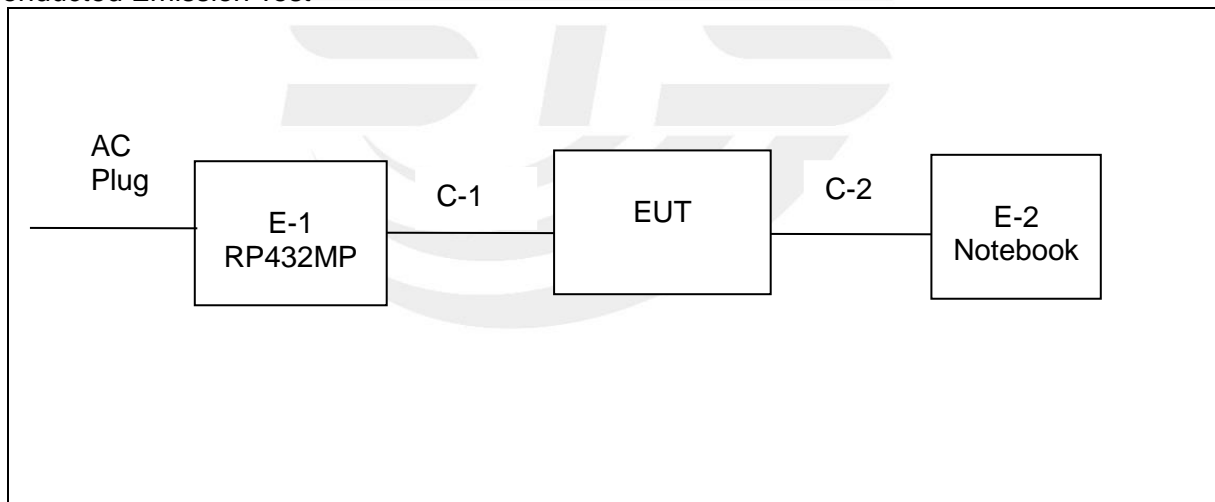 onducted Emission Test
AC
Plug
E-1
RP432MP
C-1
EUT
C-2
E-2
Notebook